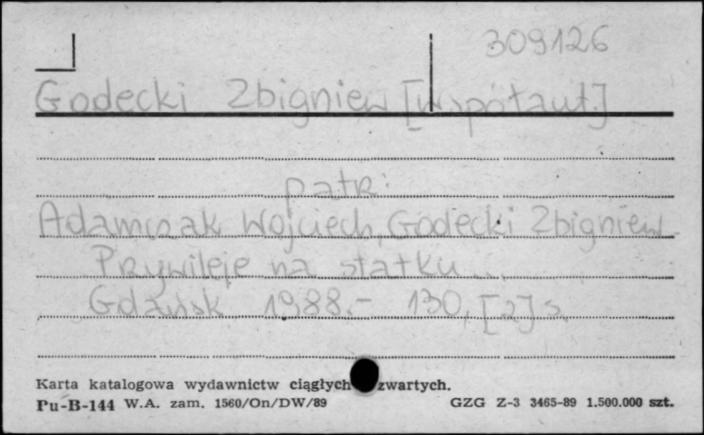 309126
Godecki Zbigniew [współaut.]
patrz:
Adamczak Wojciech, Godecki Zbigniew
Przywileje na statku...
Gdańsk 1988.- 130, [2] s.
Karta katalogowa wydawnictw ciągłych zwartych.
Pu-B-144 W.A. zam. 1560/On/DW/89 GZG Z-3 3465-89 1.500.000 szt.